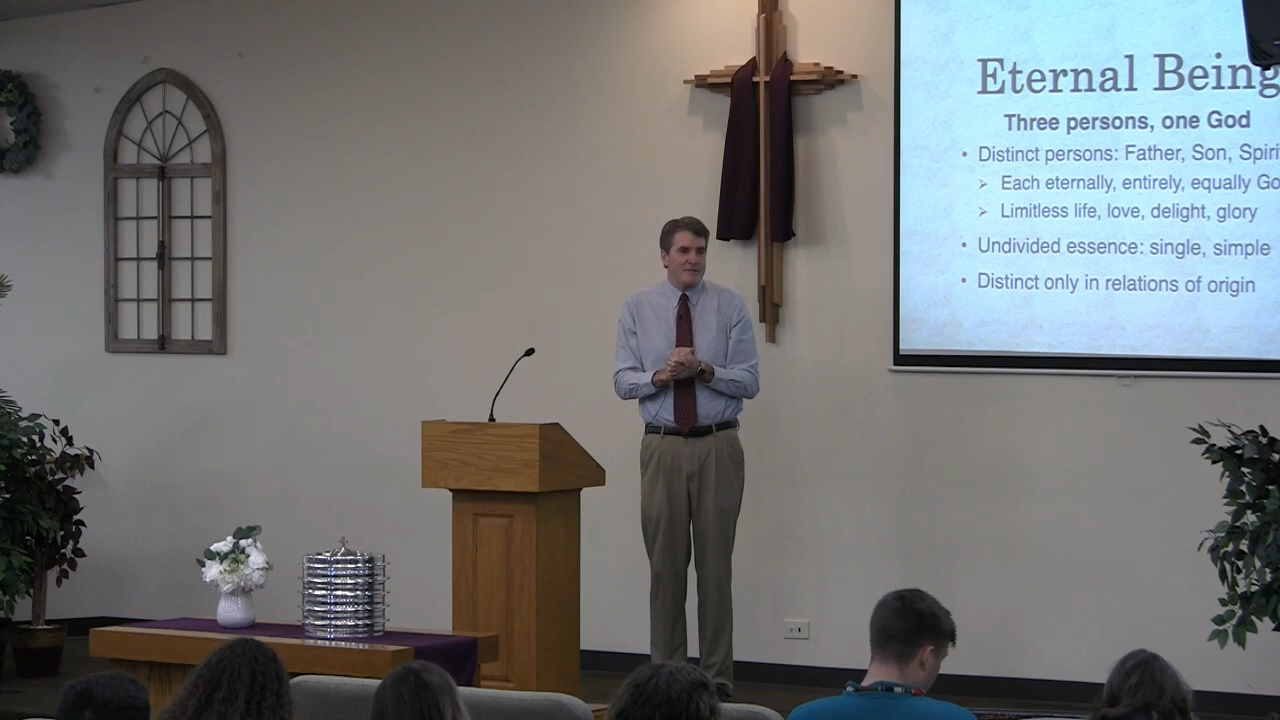 Eternal Being
Three persons, one God
• Distinct persons: Father, Son, Spiri
➢ Each eternally, entirely, equally Go
➢ Limitless life, love, delight, glory
• Undivided essence: single, simple
• Distinct only in relations of origin